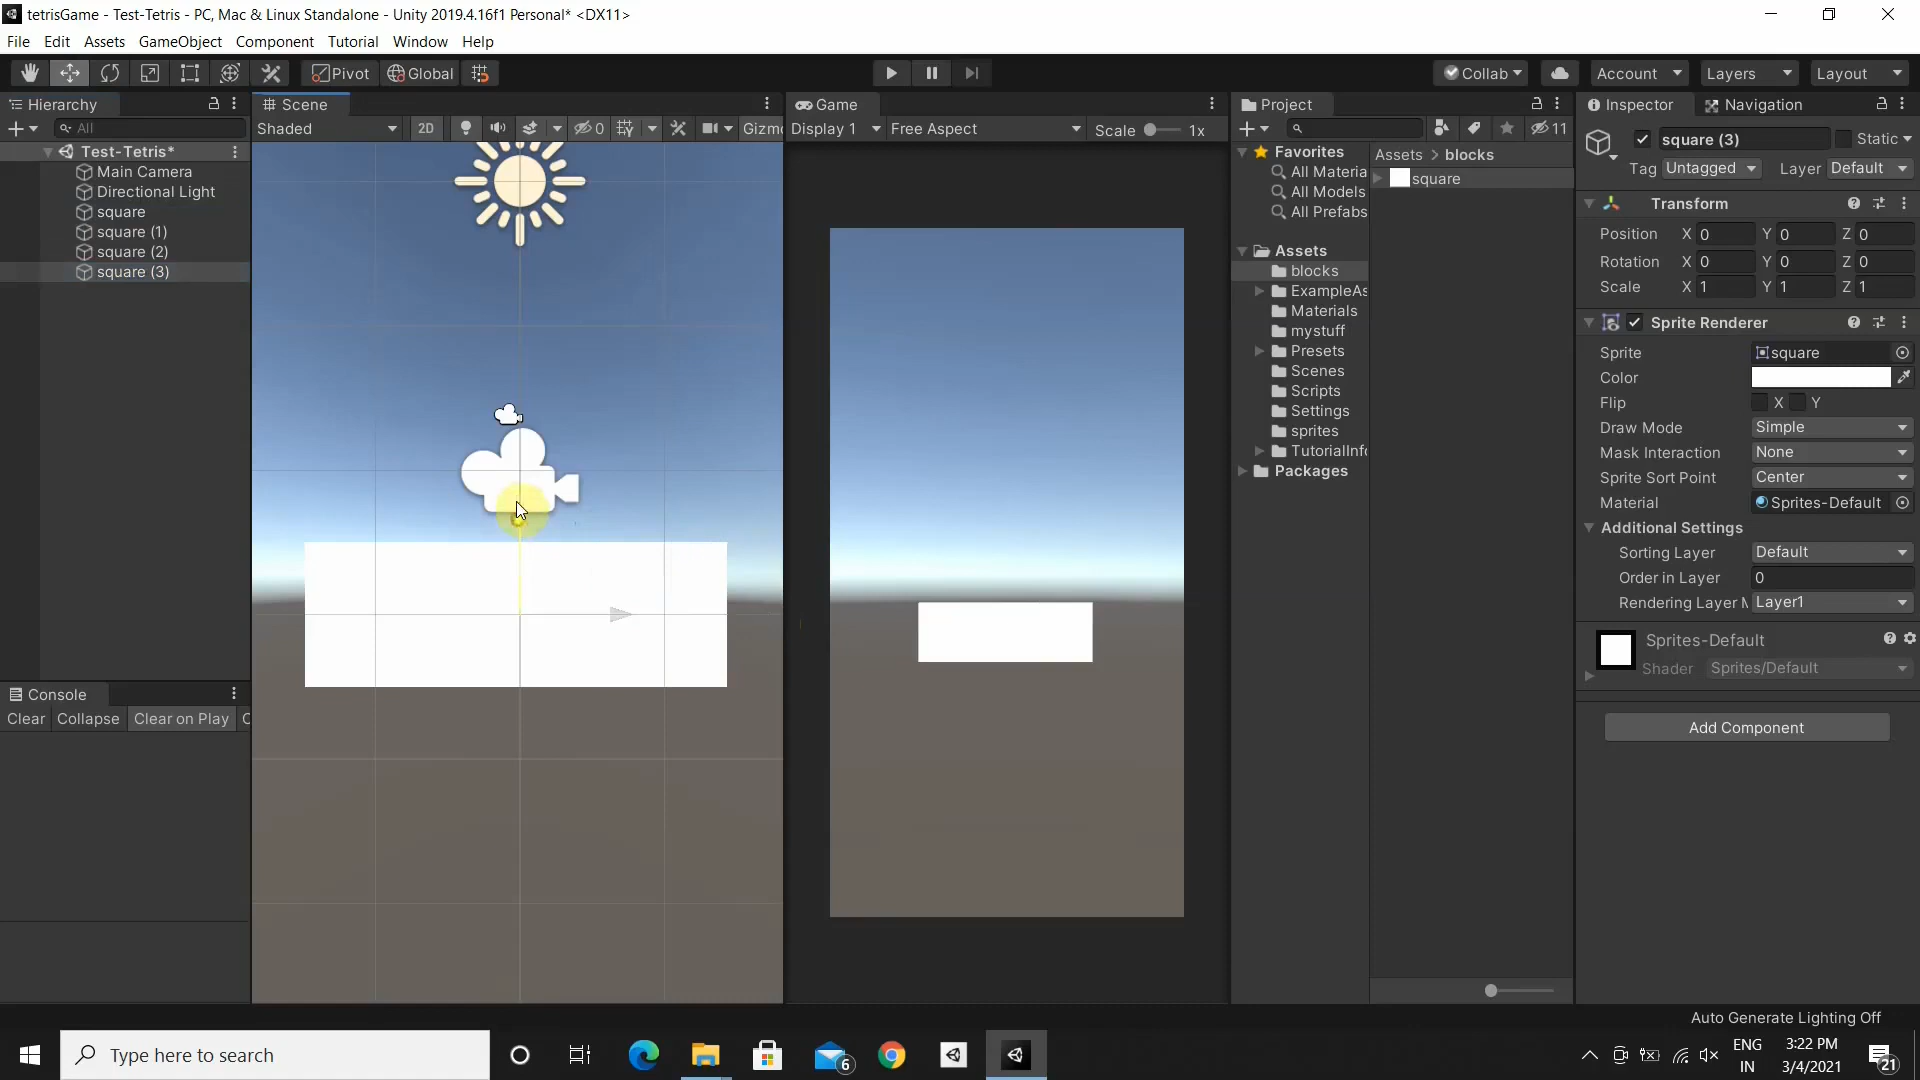 tetrisGame - Test-Tetris - PC, Mac & Linux Standalone - Unity 2019.4.16f1 Personal* <DX11>
File Edit Assets GameObject Component Tutorial Window Help
Pivot Global Collab Account Layers Layout
Hierarchy
All
Test-Tetris*
Main Camera
Directional Light
square
square (1)
square (2)
square (3)
Console
Clear Collapse Clear on Play C
Scene
Shaded 2D 0 Gizm
Game
Display 1 Free Aspect Scale 1x
Project
11
Favorites
All Materia
All Models
All Prefabs
Assets
blocks
ExampleAs
Materials
mystuff
Presets
Scenes
Scripts
Settings
sprites
TutorialInfo
Packages
Assets > blocks
square
Inspector Navigation
square (3) Static
Tag Untagged Layer Default
Transform
Position X 0 Y 0 Z 0
Rotation X 0 Y 0 Z 0
Scale X 1 Y 1 Z 1
Sprite Renderer
Sprite square
Color
Flip X Y
Draw Mode Simple
Mask Interaction None
Sprite Sort Point Center
Material Sprites-Default
Additional Settings
Sorting Layer Default
Order in Layer 0
Rendering Layer M Layer1
Sprites-Default
Shader Sprites/Default
Add Component
Auto Generate Lighting Off
Type here to search
6
ENG
IN
3:22 PM
3/4/2021
21